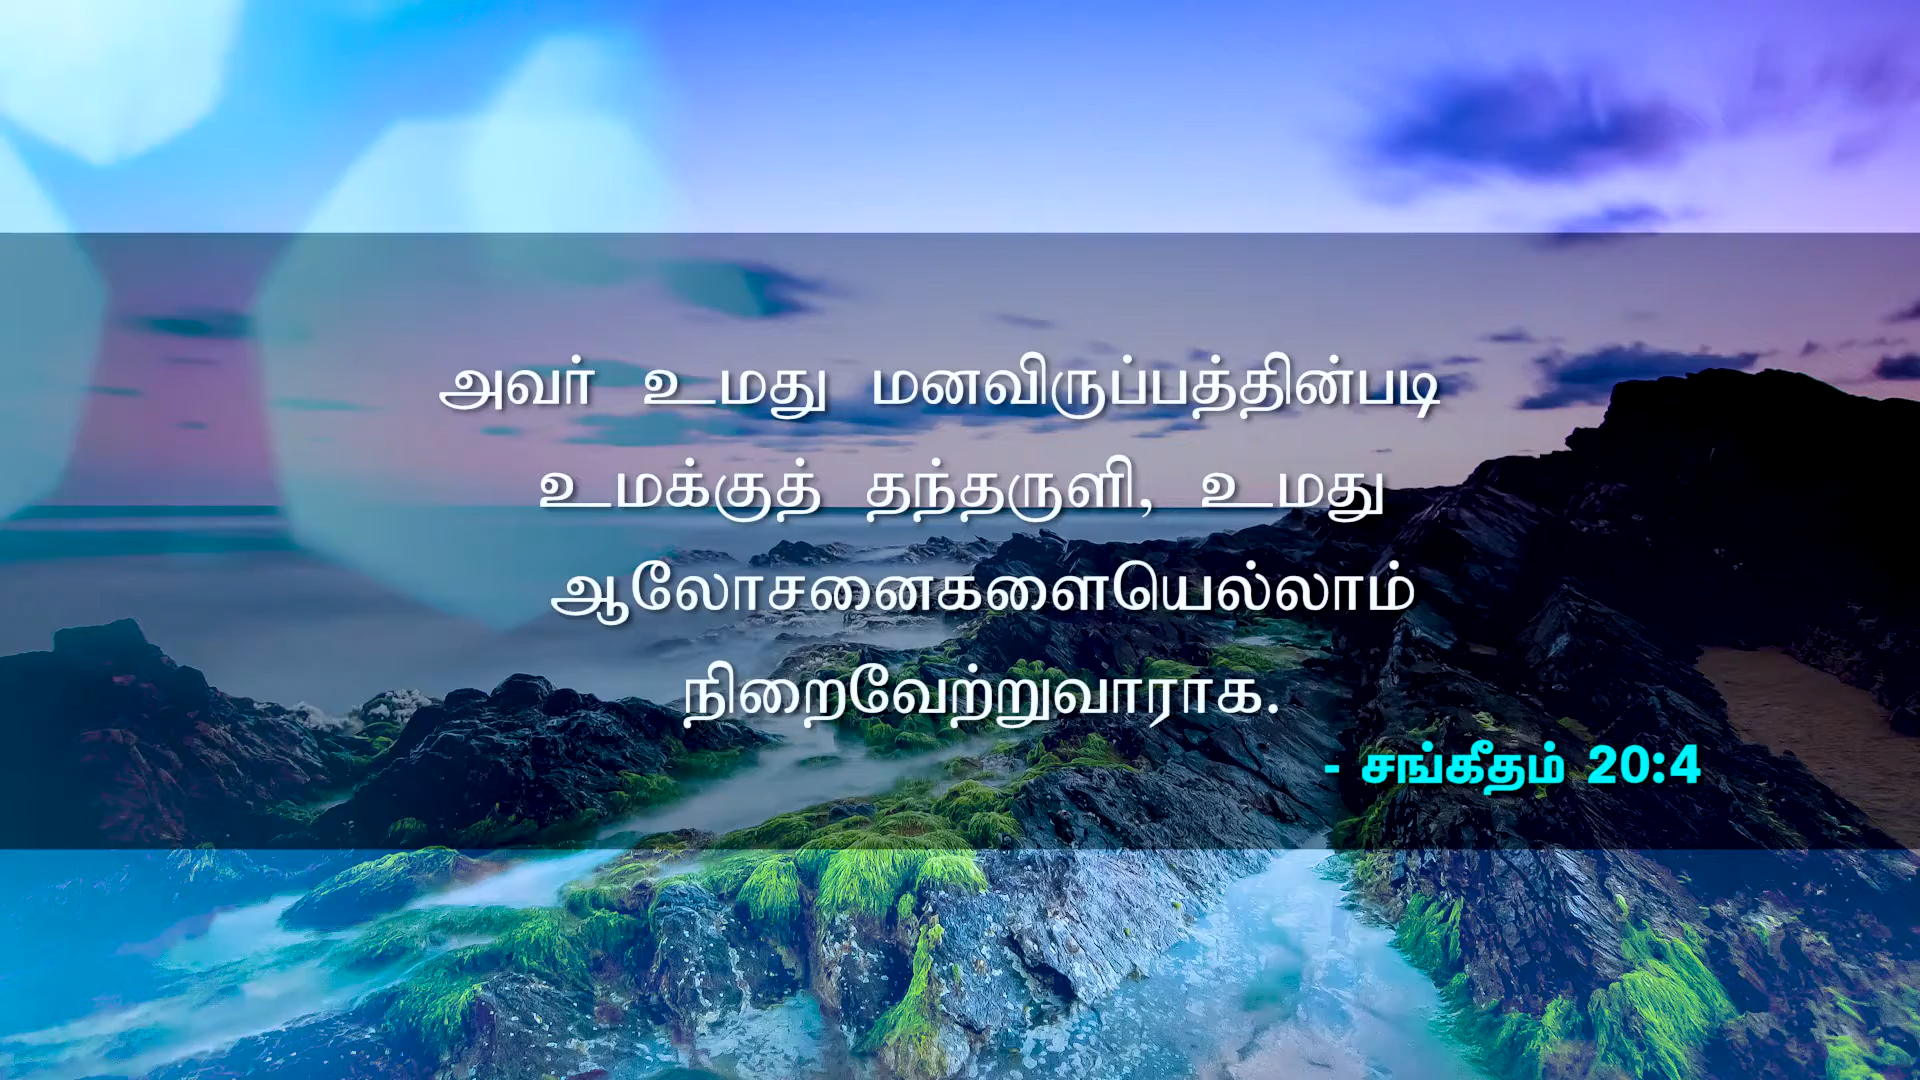 அவர் உமது மனவிருப்பத்தின்படி
உமக்குத் தந்தருளி, உமது
ஆலோசனைகளையெல்லாம்
நிறைவேற்றுவாராக.
- சங்கீதம் 20:4